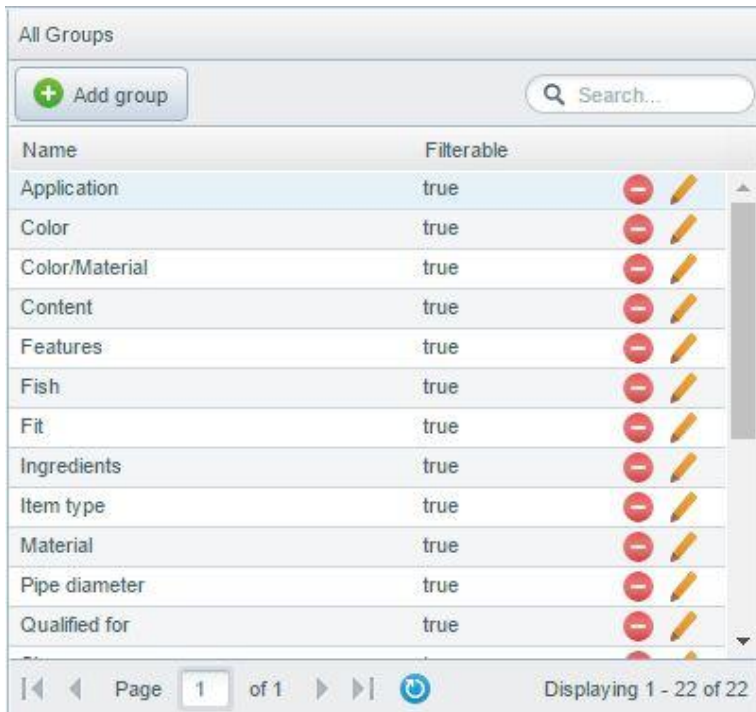 All Groups
Add group Search...
Name Filterable
Application true
Color true
Color/Material true
Content true
Features true
Fish true
Fit true
Ingredients true
Item type true
Material true
Pipe diameter true
Qualified for true
Page 1 of 1 Displaying 1 - 22 of 22